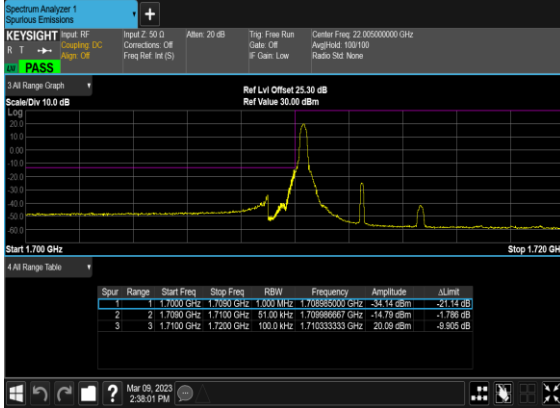 Spectrum Analyzer 1
Spurious Emissions
KEYSIGHT Input: RF Input Z: 50 Ω Atten: 20 dB Trig: Free Run Center Freq: 22.005000000 GHz
R T Coupling: DC Corrections: Off Gate: Off Avg|Hold: 100/100
Align: Off Freq Ref: Int (S) IF Gain: Low Radio Std: None
PASS
3 All Range Graph
Ref Lvl Offset 25.30 dB
Scale/Div 10.0 dB Ref Value 30.00 dBm
Log
20.0
10.0
0.00
-10.0
-20.0
-30.0
-40.0
-50.0
-60.0
Start 1.700 GHz Stop 1.720 GH
4 All Range Table
Spur Range Start Freq Stop Freq RBW Frequency Amplitude ΔLimit
1 1 1.7000 GHz 1.7090 GHz 1.000 MHz 1.708985000 GHz -34.14 dBm -21.14 dB
2 2 1.7090 GHz 1.7100 GHz 51.00 kHz 1.709986667 GHz -14.79 dBm -1.786 dB
3 3 1.7100 GHz 1.7200 GHz 100.0 kHz 1.710333333 GHz 20.09 dBm -9.905 dB
Mar 09, 2023
2:38:01 PM